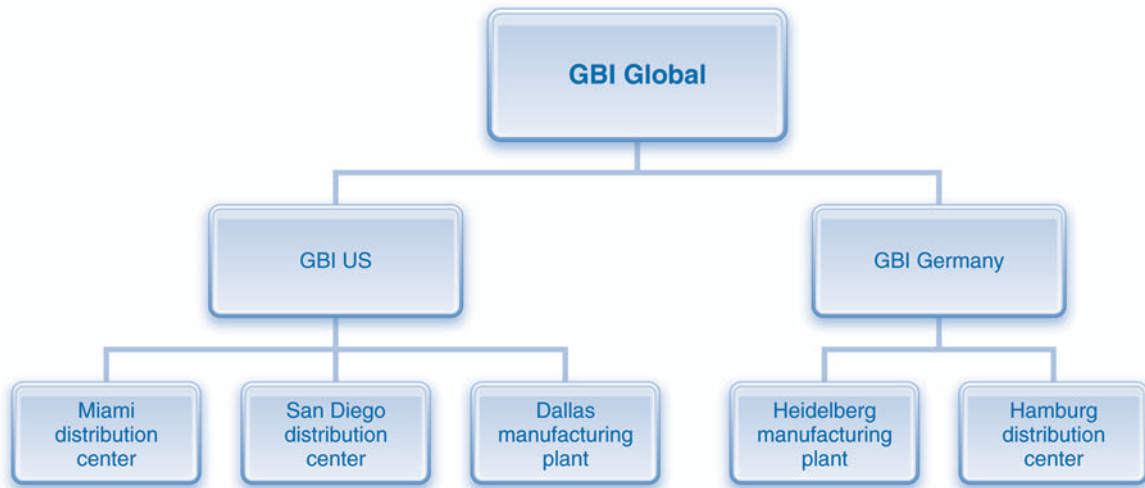 GBI Global
GBI US
GBI Germany
Miami
distribution
center
San Diego
distribution
center
Dallas
manufacturing
plant
Heidelberg
manufacturing
plant
Hamburg
distribution
center